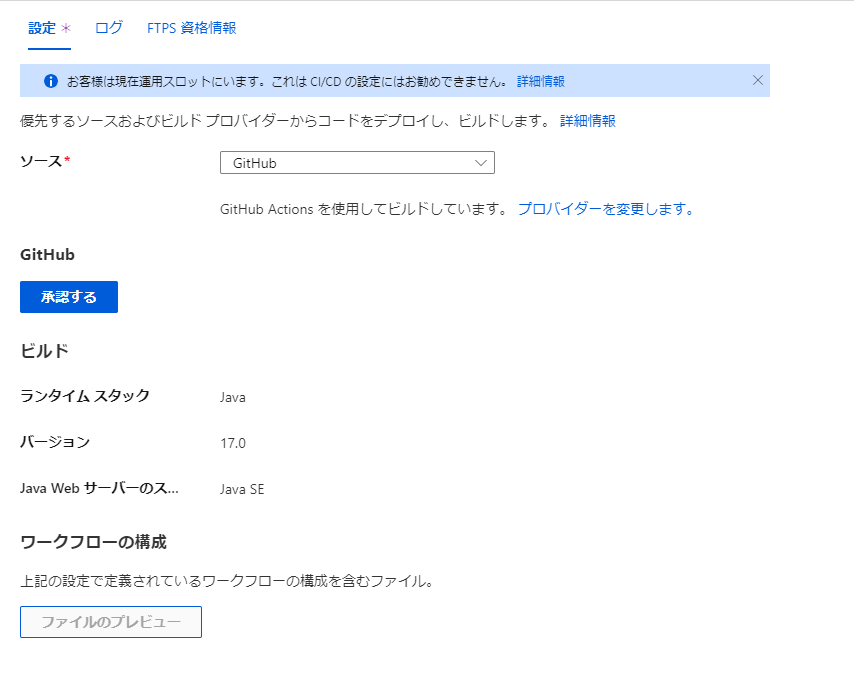 設定 * ログ FTPS 資格情報
お客様は現在運用スロットにいます。これは CI/CD の設定にはお勧めできません。 詳細情報
優先するソースおよびビルド プロバイダーからコードをデプロイし、ビルドします。 詳細情報
ソース* GitHub
GitHub Actions を使用してビルドしています。 プロバイダーを変更します。
GitHub
承認する
ビルド
ランタイム スタック Java
バージョン 17.0
Java Web サーバーのス... Java SE
ワークフローの構成
上記の設定で定義されているワークフローの構成を含むファイル。
ファイルのプレビュー